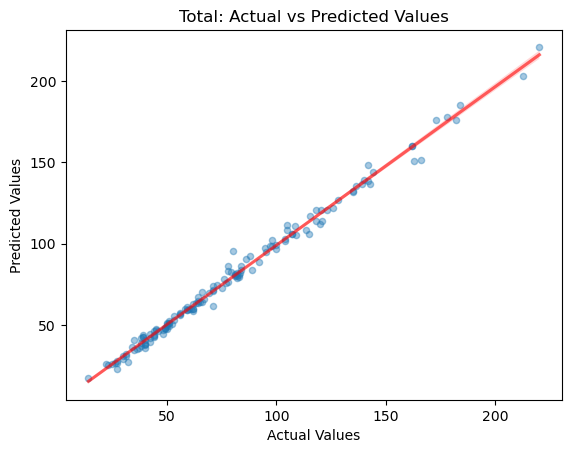 Total: Actual vs Predicted Values
Predicted Values
200
150
100
50
50 100 150 200
Actual Values